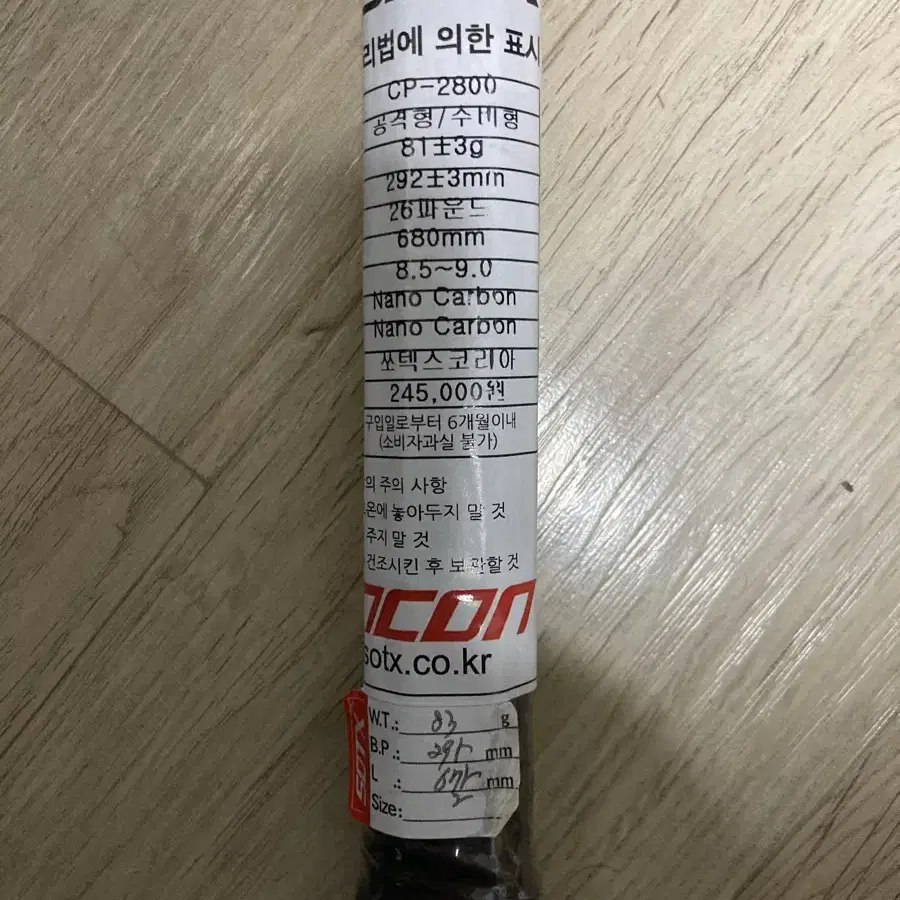 리법에 의한 표시
CP-2800
공격형/수비형
81±3g
292±3mm
26파운드
680mm
8.5~9.0
Nano Carbon
Nano Carbon
쏘텍스코리아
245,000원
구입일로부터 6개월이내
(소비자과실 불가)
의 주의 사항
온에 놓아두지 말 것
주지 말 것
건조시킨 후 보관할 것
ncon
sotx.co.kr
SOTX
W.T.: 83 g
B.P.: mm
L .: mm
Size: